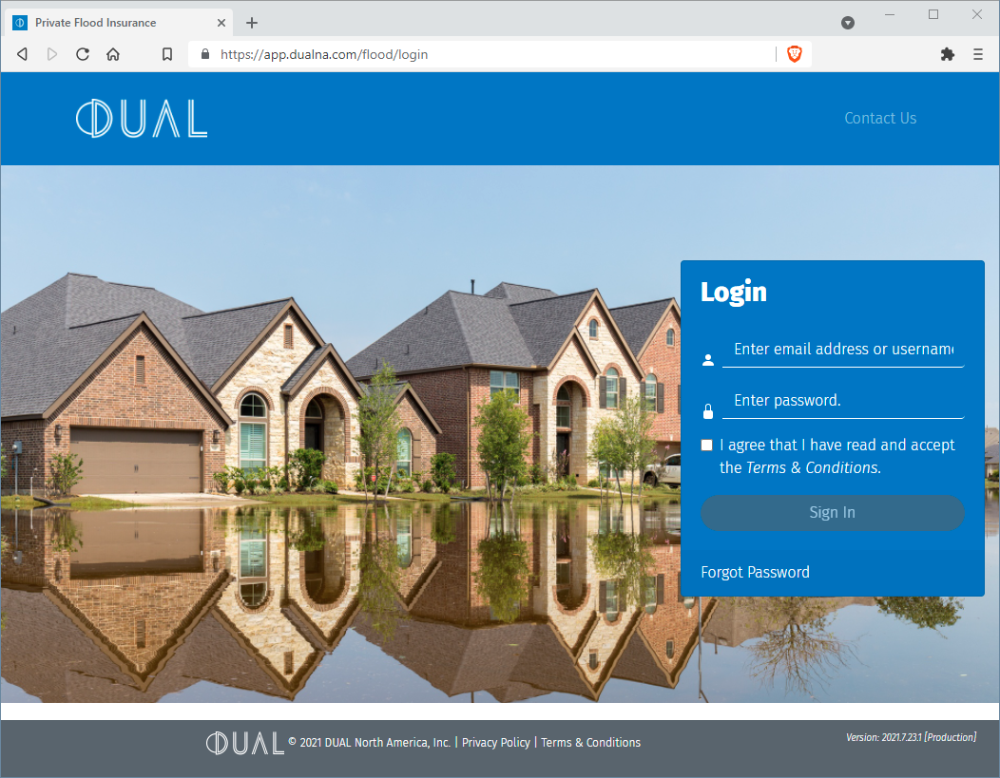 Private Flood Insurance
https://app.dualna.com/flood/login
DUAL
Contact Us
Login
Enter email address or usernam
Enter password.
I agree that I have read and accept
the Terms & Conditions.
Sign In
Forgot Password
DUAL © 2021 DUAL North America, Inc. | Privacy Policy | Terms & Conditions
Version: 2021.7.23.1 [Production]